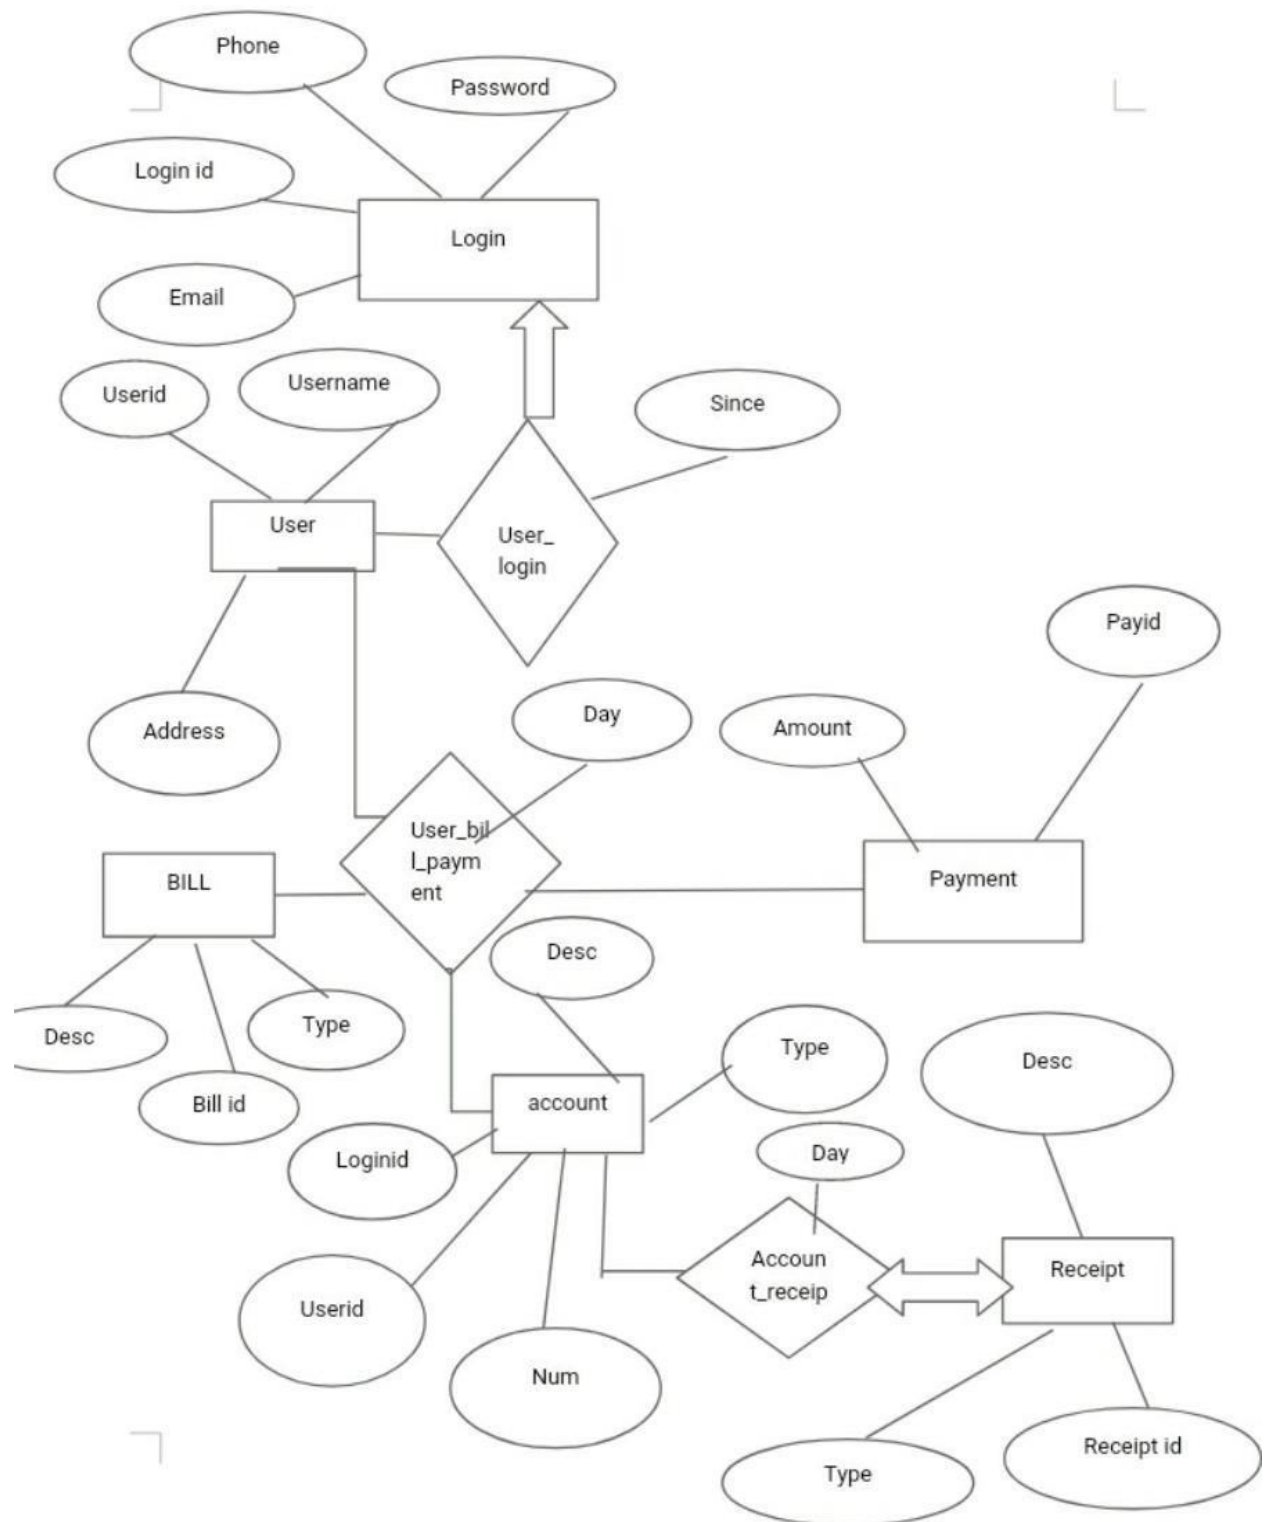 Phone
Password
Login id
Login
Email
Userid
Username
Since
User
User_
login
Payid
Address
Day
Amount
User_bil
l_paym
ent
BILL
Payment
Desc
Desc
Type
Bill id
account
Type
Desc
Loginid
Day
Userid
Accoun
t_receip
Receipt
Num
Type
Receipt id